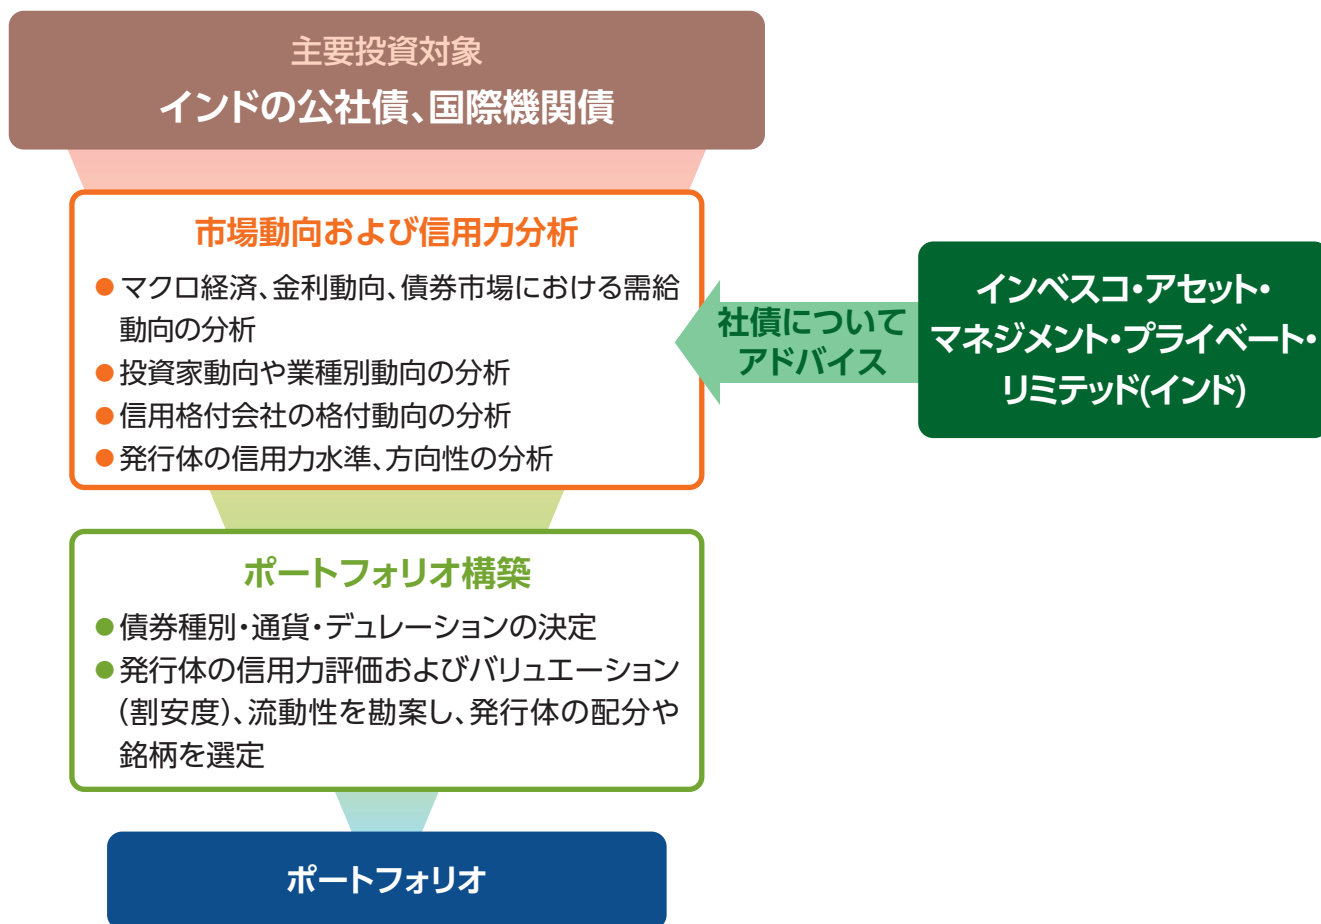 主要投資対象
インドの公社債、国際機関債
市場動向および信用力分析
●マクロ経済、金利動向、債券市場における需給
動向の分析
●投資家動向や業種別動向の分析
●信用格付会社の格付動向の分析
●発行体の信用力水準、方向性の分析
社債について
アドバイス
インベスコ・アセット・
マネジメント・プライベート・
リミテッド(インド)
ポートフォリオ構築
●債券種別・通貨・デュレーションの決定
●発行体の信用力評価およびバリュエーション
(割安度)、流動性を勘案し、発行体の配分や
銘柄を選定
ポートフォリオ